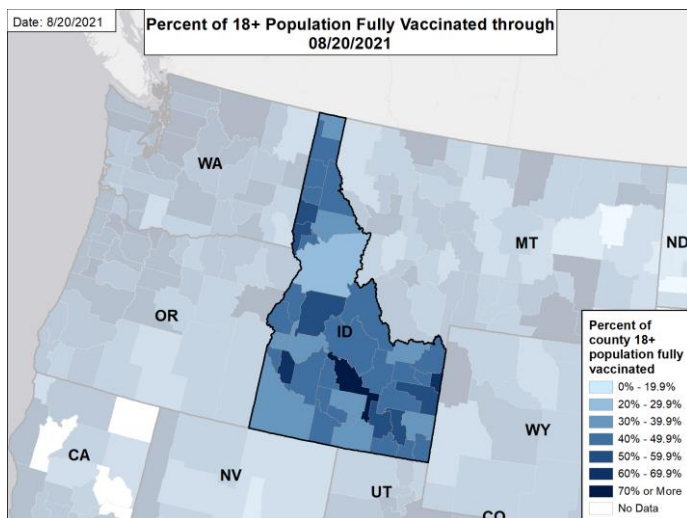 Date: 8/20/2021
Percent of 18+ Population Fully Vaccinated through
08/20/2021
WA
MT
ND
OR
ID
WY
CA
NV
UT
CO
Percent of
county 18+
population fully
vaccinated
0% - 19.9%
20% - 29.9%
30% - 39.9%
40% - 49.9%
50% - 59.9%
60% - 69.9%
70% or More
No Data